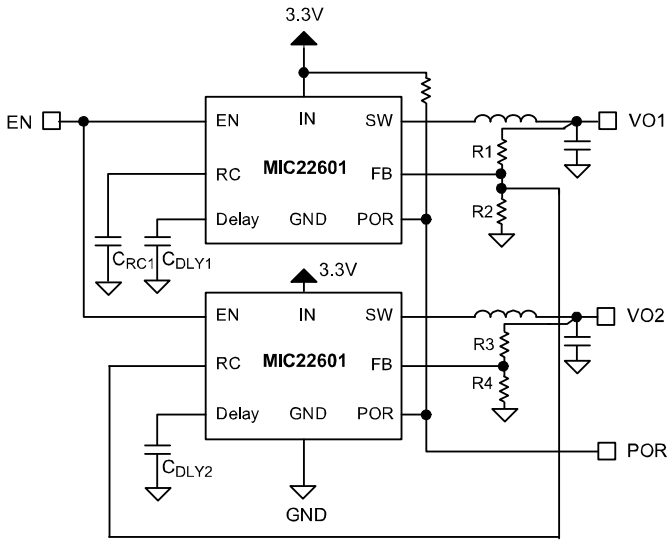 3.3V
EN
EN
IN
SW
VO1
R1
RC
MIC22601
FB
R2
Delay
GND
POR
CRC1
CDLY1
3.3V
EN
IN
SW
VO2
R3
RC
MIC22601
FB
R4
Delay
GND
POR
CDLY2
POR
GND